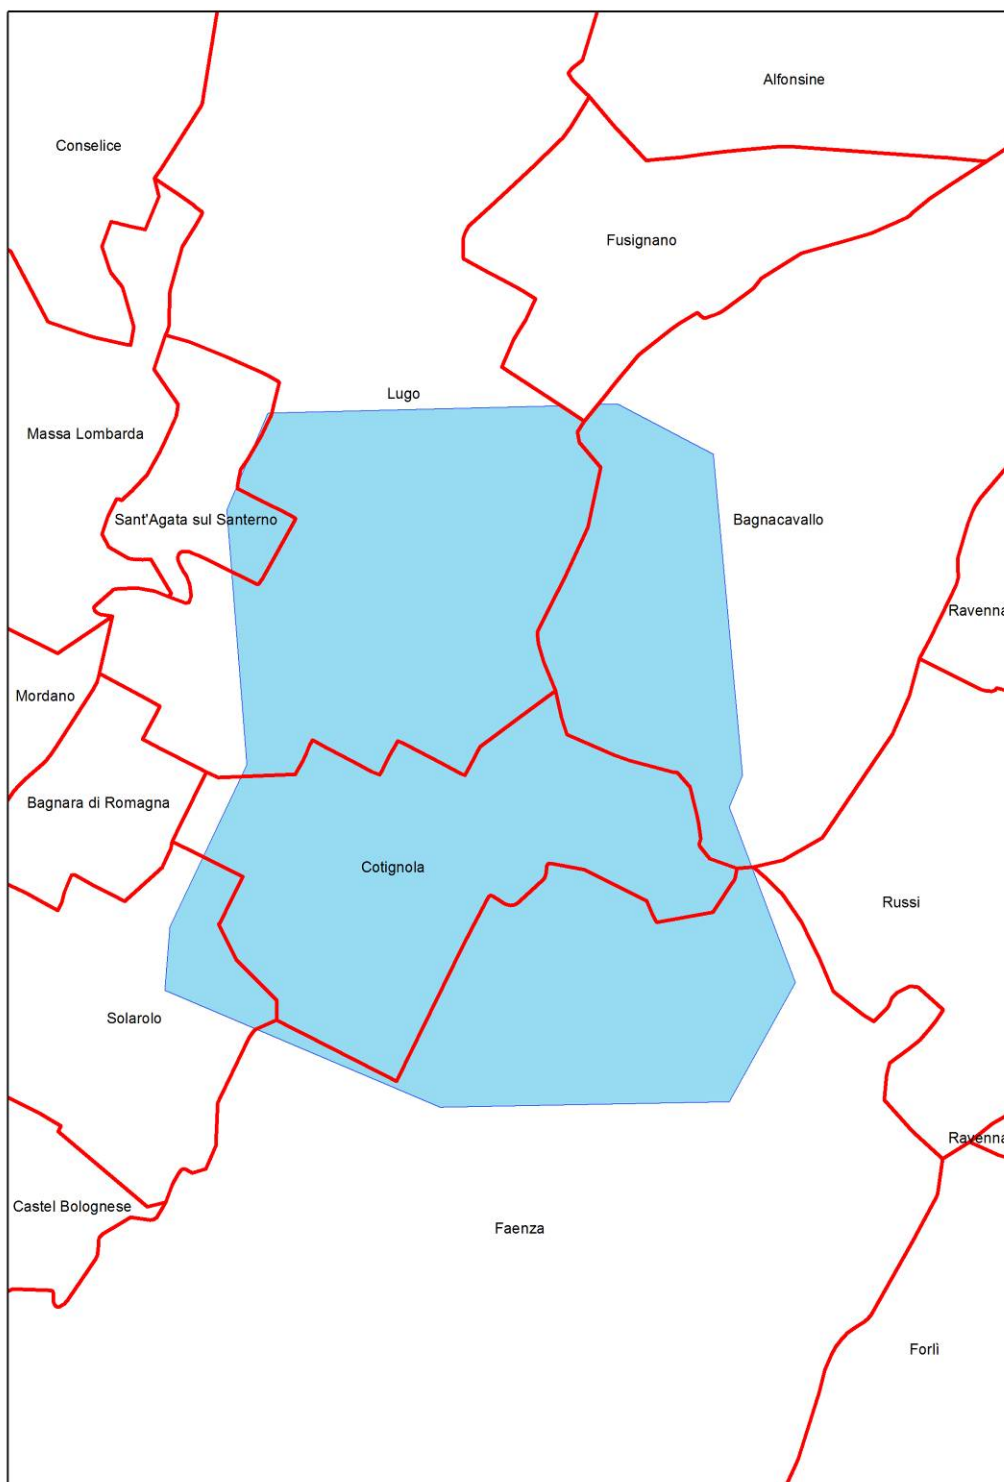 Alfonsine
Conselice
Fusignano
Lugo
Massa Lombarda
Sant'Agata sul Santerno
Bagnacavallo
Ravenna
Mordano
Bagnara di Romagna
Cotignola
Russi
Solarolo
Ravenna
Castel Bolognese
Faenza
Forlì